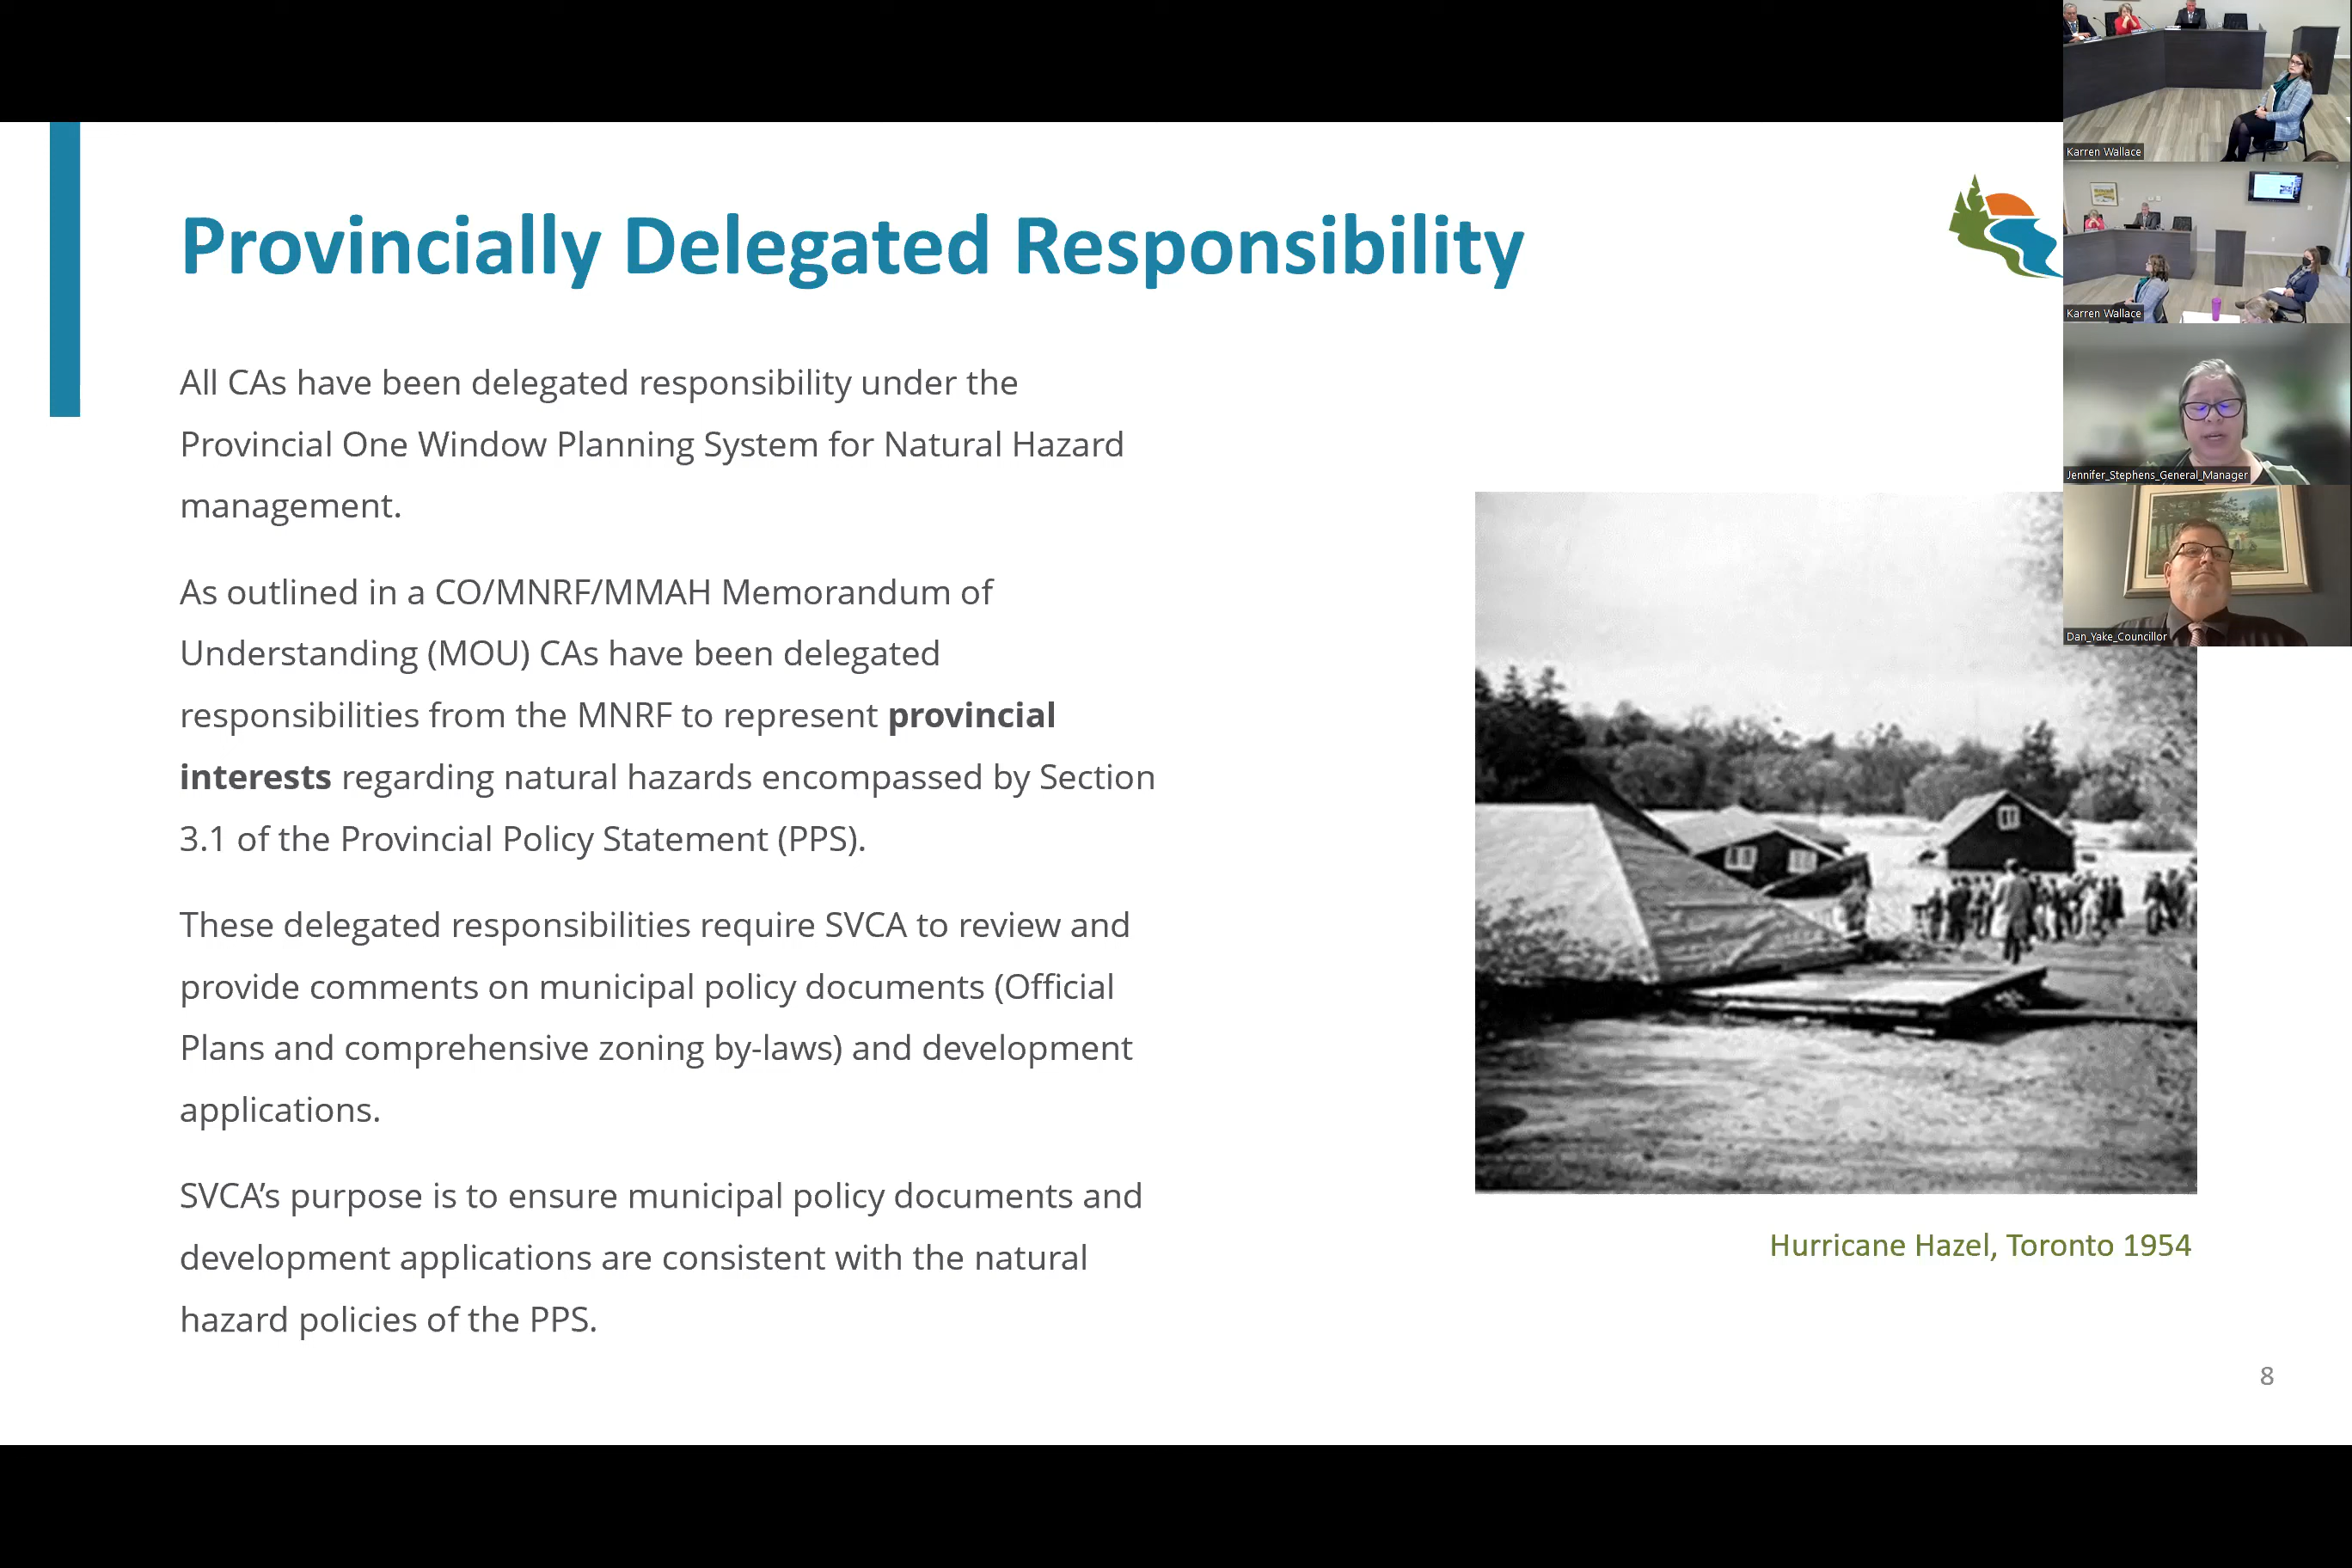 Provincially Delegated Responsibility
All CAs have been delegated responsibility under the
Provincial One Window Planning System for Natural Hazard
management.
As outlined in a CO/MNRF/MMAH Memorandum of
Understanding (MOU) CAs have been delegated
responsibilities from the MNRF to represent provincial
interests regarding natural hazards encompassed by Section
3.1 of the Provincial Policy Statement (PPS).
These delegated responsibilities require SVCA to review and
provide comments on municipal policy documents (Official
Plans and comprehensive zoning by-laws) and development
applications.
SVCA’s purpose is to ensure municipal policy documents and
development applications are consistent with the natural
hazard policies of the PPS.
Hurricane Hazel, Toronto 1954
8
Karren Wallace
Karren Wallace
Jennifer_Stephens_General_Manager
Dan_Yake_Councillor